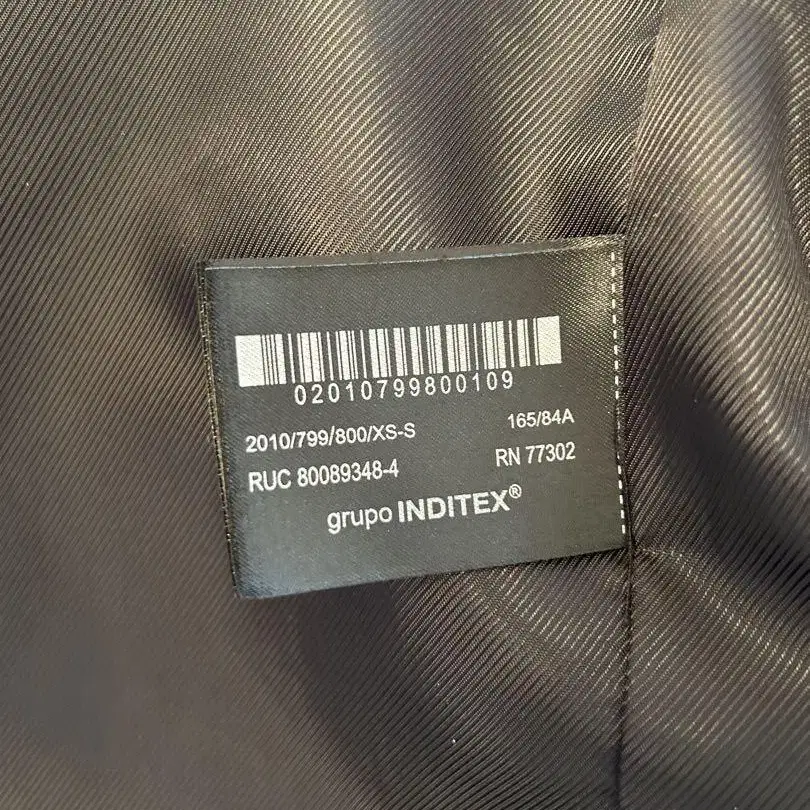 02010799800109
2010/799/800/XS-S 165/84A
RUC 80089348-4 RN 77302
grupo INDITEX®